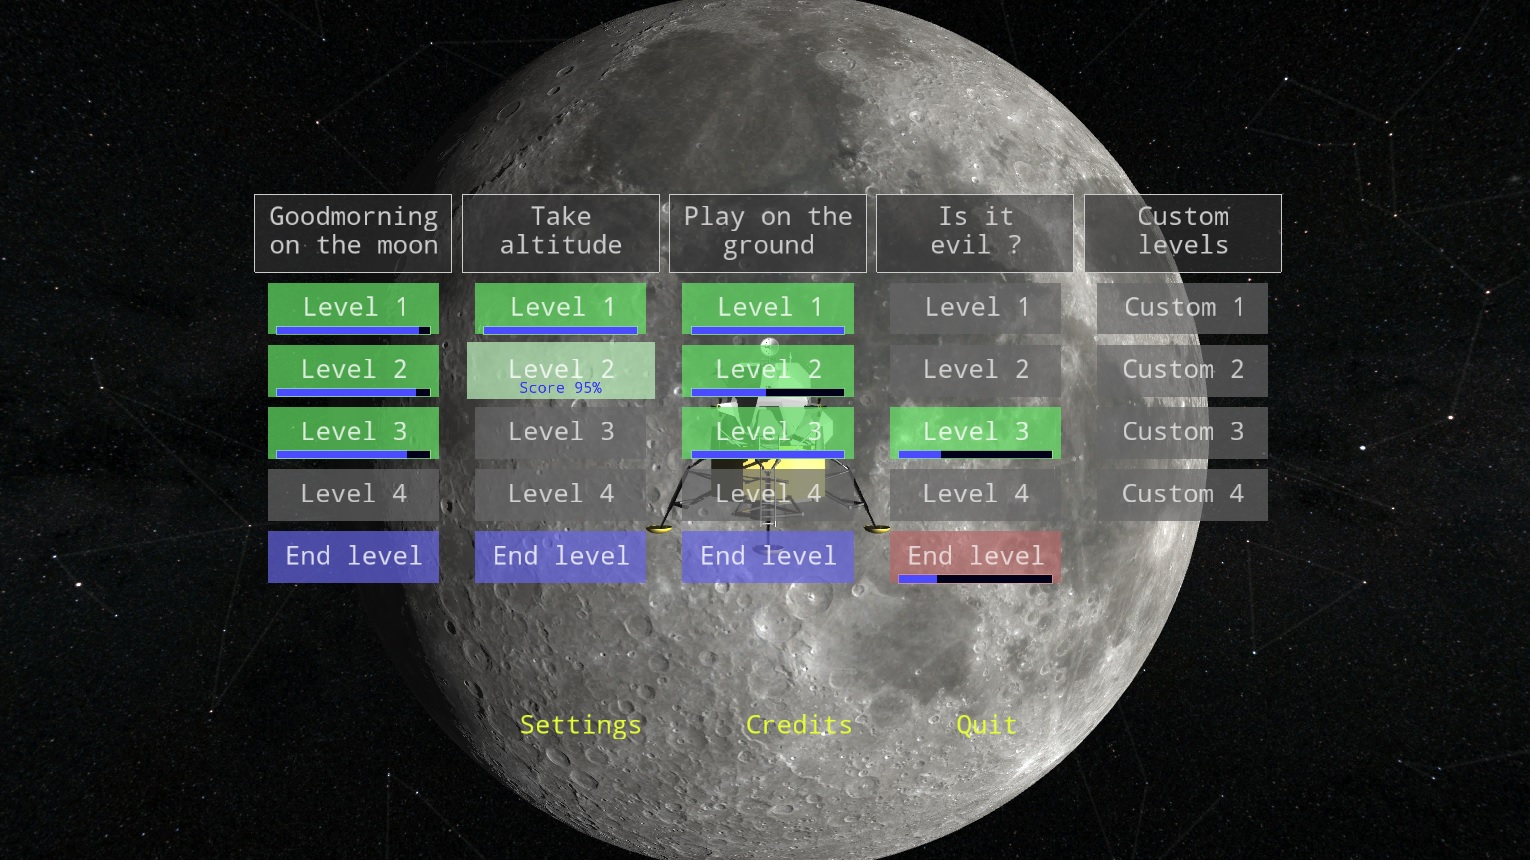 Goodmorning
on the moon
Take
altitude
Play on the
ground
Is it
evil ?
Custom
levels
Level 1
Level 1
Level 1
Level 1
Custom 1
Level 2
Level 2
Score 95%
Level 2
Level 2
Custom 2
Level 3
Level 3
Level 3
Level 3
Custom 3
Level 4
Level 4
Level 4
Level 4
Custom 4
End level
End level
End level
End level
Settings
Credits
Quit